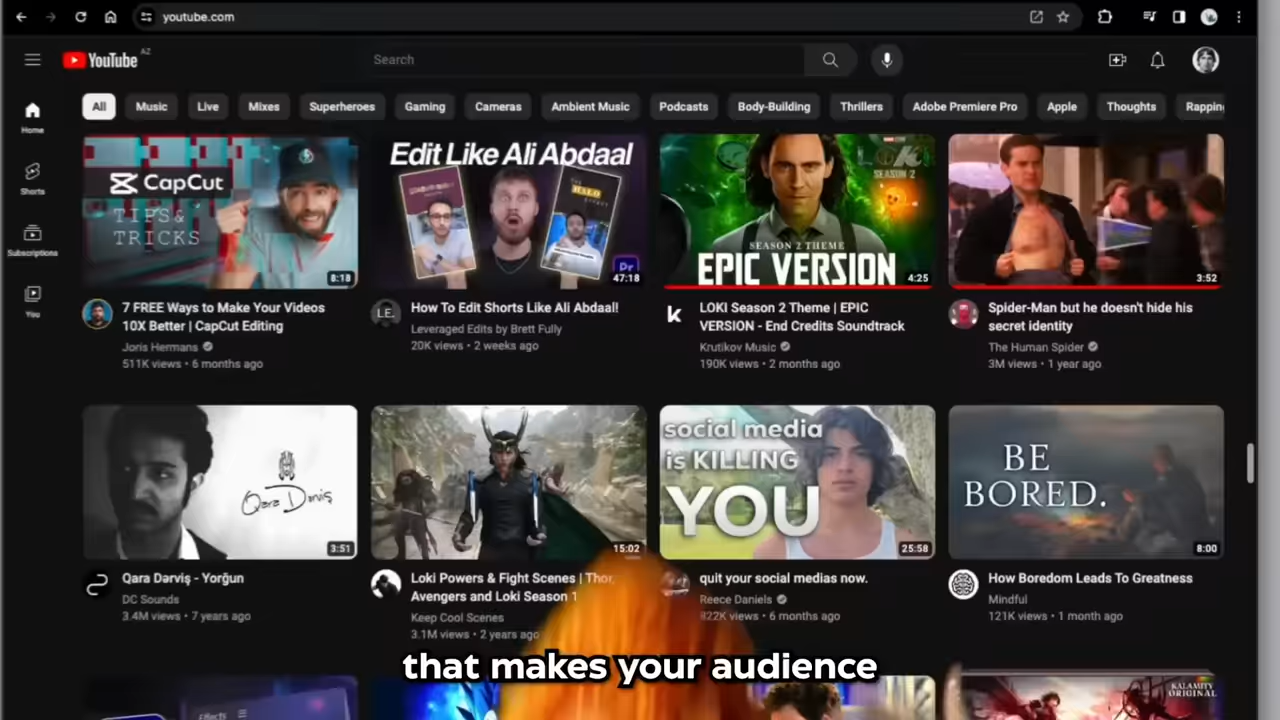 youtube.com
YouTube AZ
Search
All Music Live Mixes Superheroes Gaming Cameras Ambient Music Podcasts Body-Building Thrillers Adobe Premiere Pro Apple Thoughts Rappin
Home
Shorts
Subscriptions
You
CapCut
TIPS &
TRICKS
8:18
7 FREE Ways to Make Your Videos
10X Better | CapCut Editing
Joris Hermans
511K views • 6 months ago
Edit Like Ali Abdaal
Pr
47:18
LE.
How To Edit Shorts Like Ali Abdaal!
Leveraged Edits by Brett Fully
20K views • 2 weeks ago
LOKI
SEASON 2
SEASON 2 THEME
EPIC VERSION
4:25
k
LOKI Season 2 Theme | EPIC
VERSION - End Credits Soundtrack
Krutikov Music
190K views • 2 months ago
3:52
Spider-Man but he doesn't hide his
secret identity
The Human Spider
3M views • 1 year ago
Qara Dərviş
3:51
Qara Dərviş - Yorğun
DC Sounds
3.4M views • 7 years ago
15:02
Loki Powers & Fight Scenes | Thor,
Avengers and Loki Season 1
Keep Cool Scenes
3.1M views • 2 years ago
social media
is KILLING
YOU
25:58
quit your social medias now.
Reece Daniels
822K views • 6 months ago
BE
BORED.
8:00
How Boredom Leads To Greatness
Mindful
121K views • 1 month ago
that makes your audience
Effects
KALAMITY
ORIGINAL